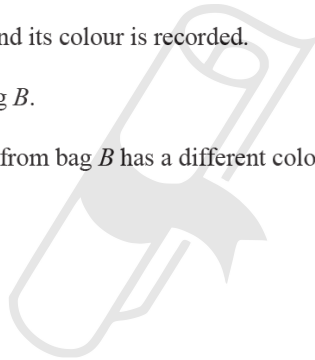 nd its colour is recorded.
g B.
from bag B has a different colo